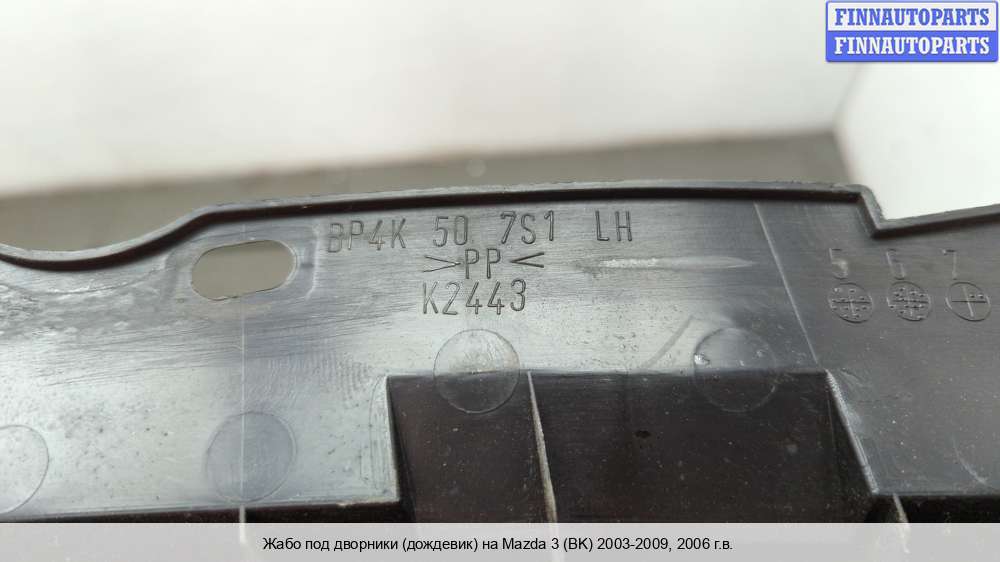 FINNAUTOPARTS
FINNAUTOPARTS
BP4K 50 7S1 LH
>PP<
K2443
5 6 7
Жабо под дворники (дождевик) на Mazda 3 (BK) 2003-2009, 2006 г.в.